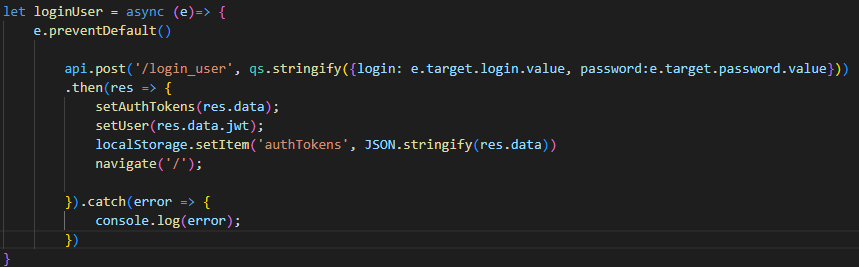 let loginUser = async (e)=> {
    e.preventDefault()

        api.post('/login_user', qs.stringify({login: e.target.login.value, password:e.target.password.value}))
        .then(res => {
            setAuthTokens(res.data);
            setUser(res.data.jwt);
            localStorage.setItem('authTokens', JSON.stringify(res.data))
            navigate('/');

        }).catch(error => {
            console.log(error);
        })
}